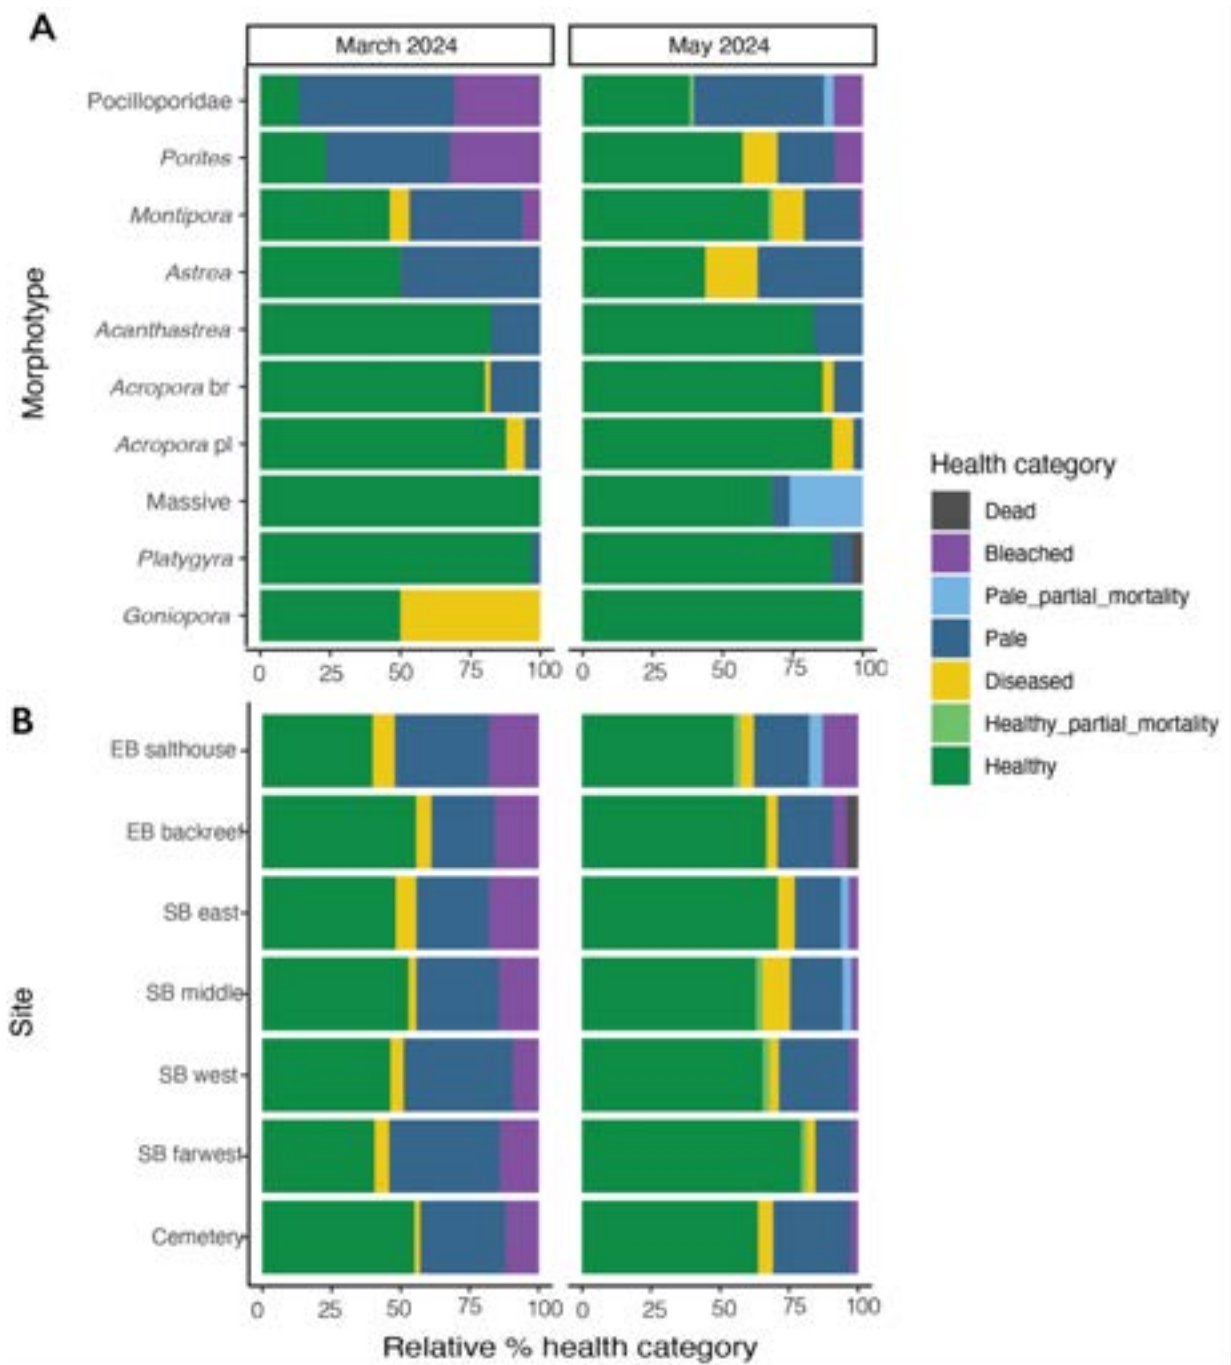 A
March 2024 May 2024
Pocilloporidae
Porites
Montipora
Astrea
Acanthastrea
Acropora br
Acropora pl
Massive
Platygyra
Goniopora
Morphotype
0 25 50 75 100 0 25 50 75 100
Health category
Dead
Bleached
Pale_partial_mortality
Pale
Diseased
Healthy_partial_mortality
Healthy
B
EB salthouse
EB backreef
SB east
SB middle
SB west
SB farwest
Cemetery
Site
0 25 50 75 100 0 25 50 75 100
Relative % health category